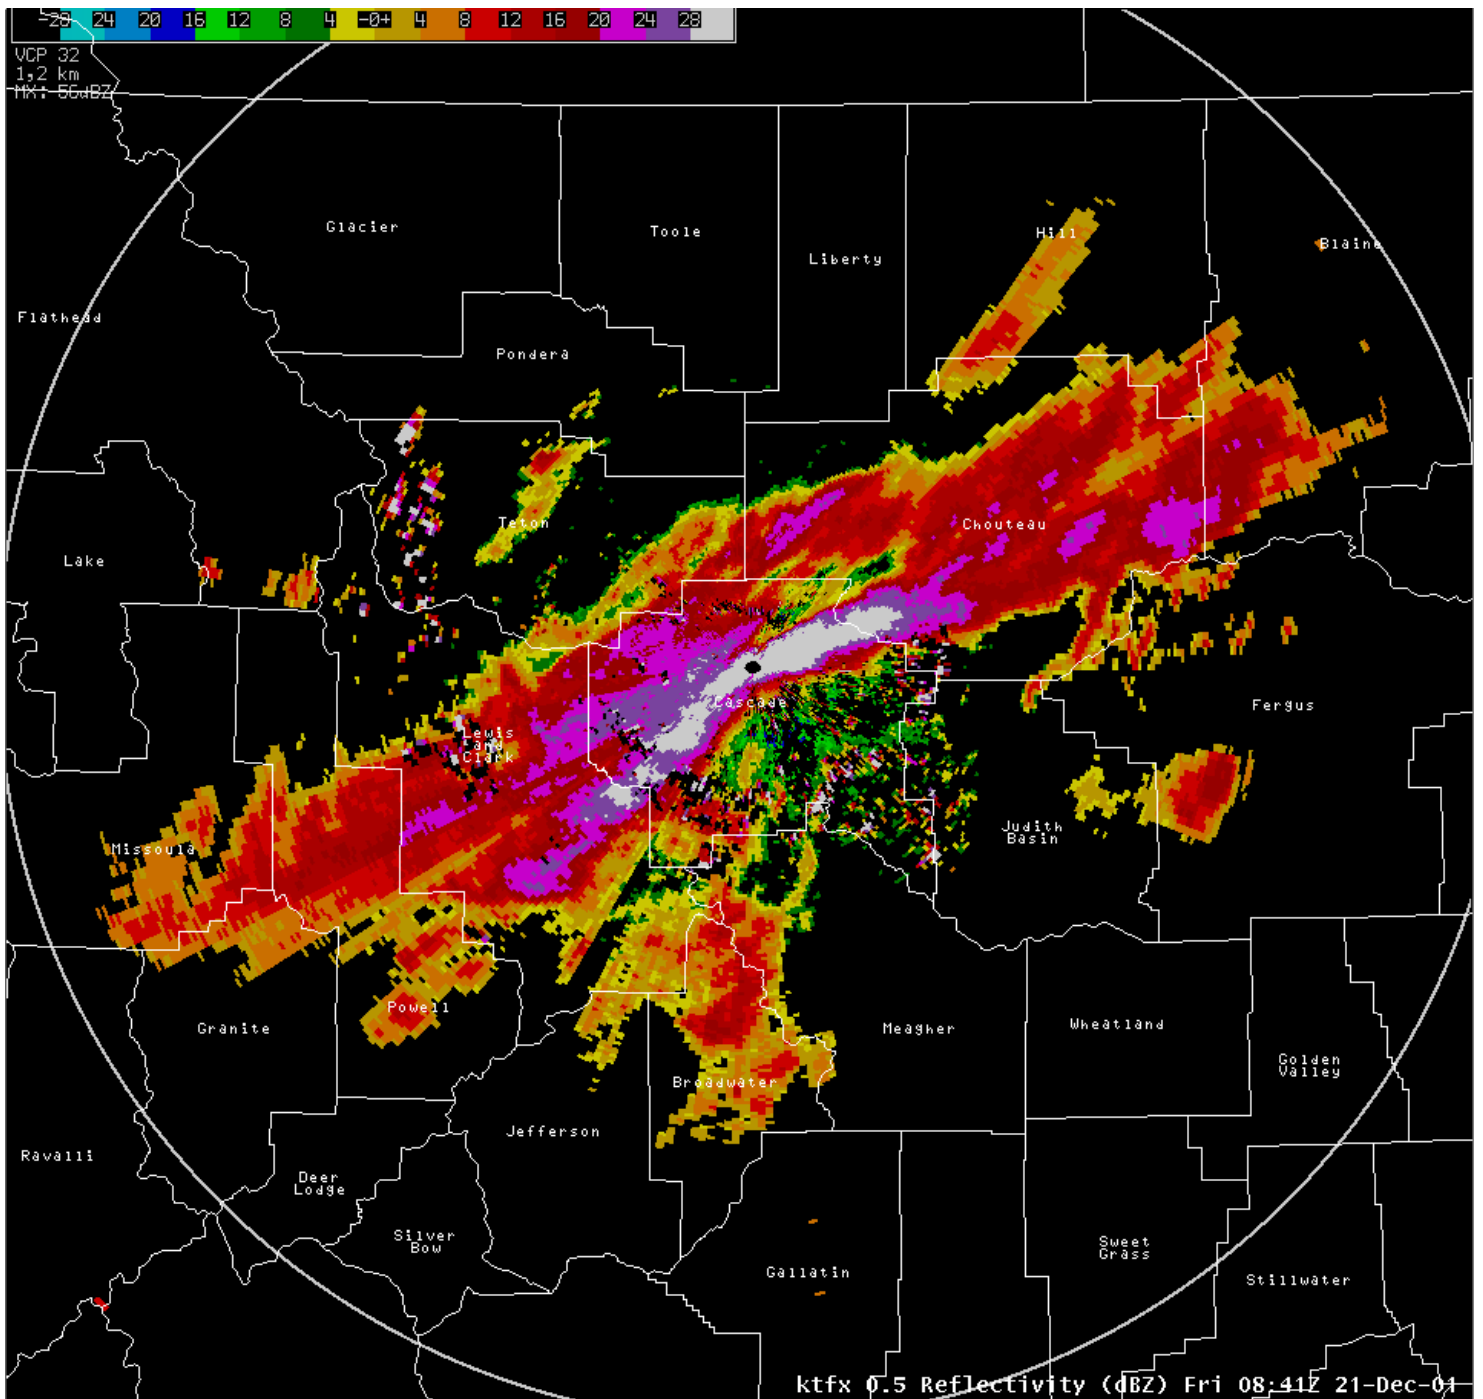 -28 24 20 16 12 8 4 -0+ 4 8 12 16 20 24 28
VCP 32
1,2 km
MX: 56dBZ
Glacier
Toole
Liberty
Hill
Blaine
Flathead
Pondera
Teton
Chouteau
Lake
Cascade
Fergus
Lewis
and
Clark
Judith
Basin
Missoula
Powell
Granite
Meagher
Wheatland
Golden
Valley
Broadwater
Jefferson
Ravalli
Deer
Lodge
Silver
Bow
Sweet
Grass
Gallatin
Stillwater
ktfx 0.5 Reflectivity (dBZ) Fri 08:41Z 21-Dec-01